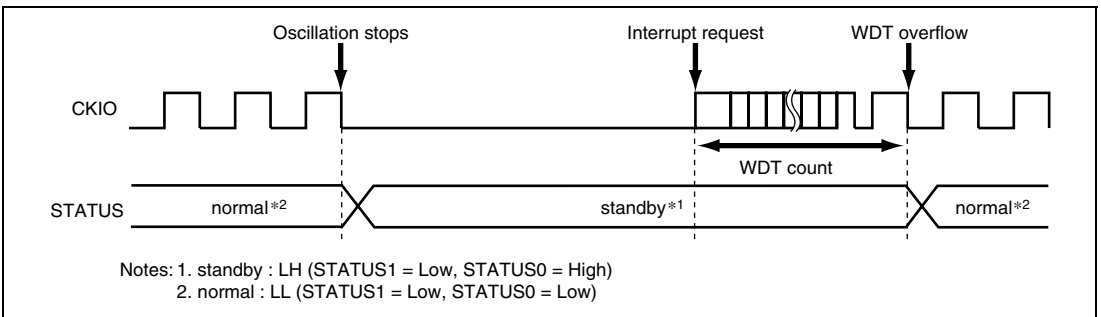 Oscillation stops Interrupt request WDT overflow
CKIO
WDT count
STATUS normal*2 standby*1 normal*2
Notes: 1. standby : LH (STATUS1 = Low, STATUS0 = High)
2. normal : LL (STATUS1 = Low, STATUS0 = Low)